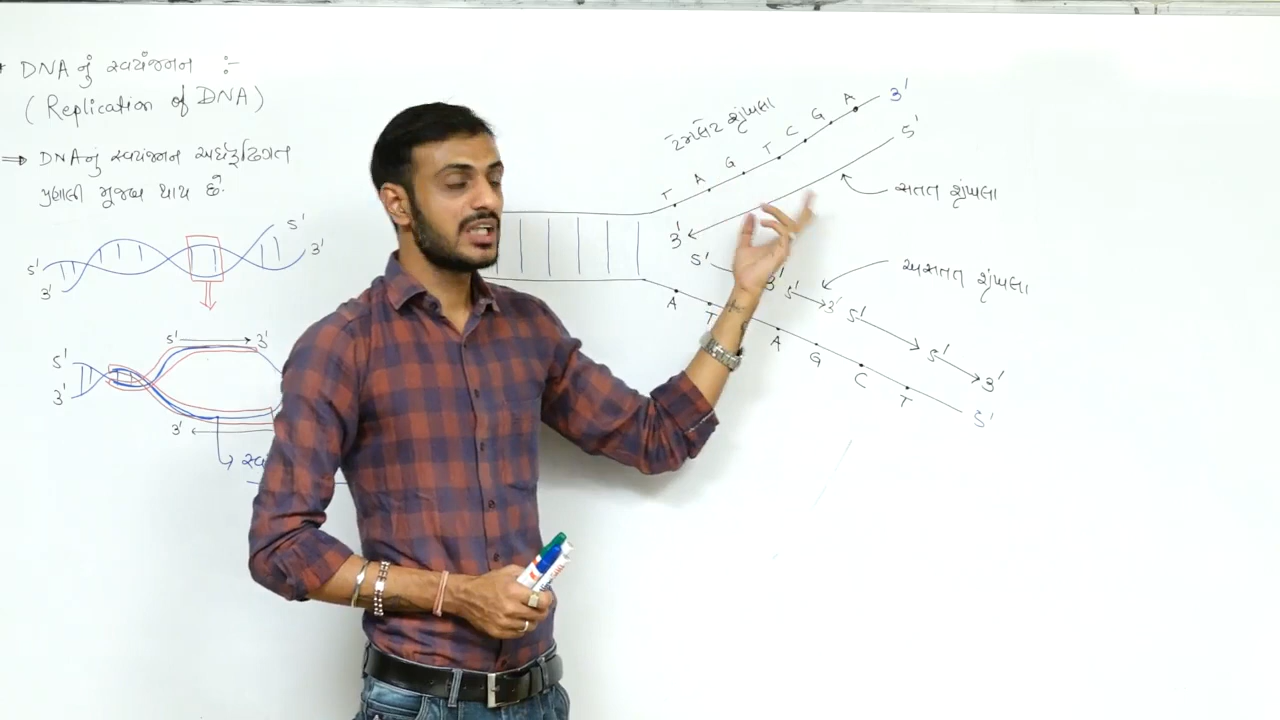 * DNA નું સ્વયંજનન :-
( Replication of DNA )
⇒ DNA નું સ્વયંજનન અર્ધરૂઢિગત
પ્રણાલી મુજબ થાય છે.
5'
3'
5'
3'
5' → 3'
5'
3'
3' ←
ટેમ્પલેટ શૃંખલા
T A G T C G A 3'
5'
3'
સતત શૃંખલા
5' 3' 5' 3' 5' 5' 3'
અસતત શૃંખલા
A T A G C T 5'